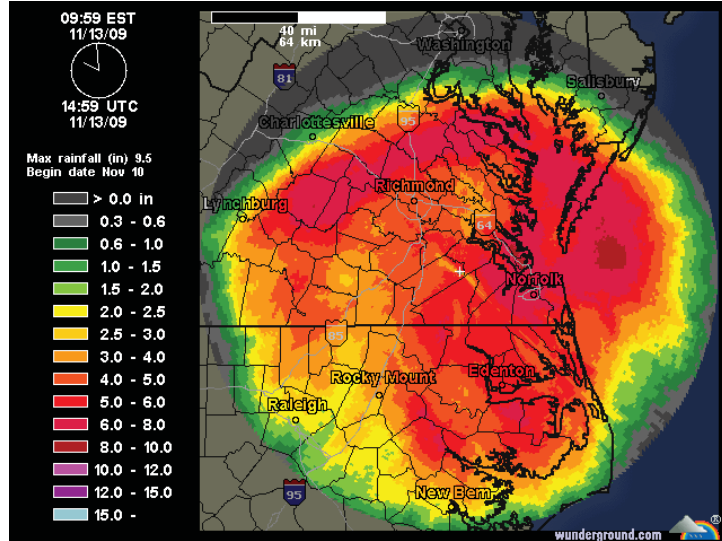 09:59 EST
11/13/09
14:59 UTC
11/13/09
Max rainfall (in) 9.5
Begin date Nov 10
> 0.0 in
0.3 - 0.6
0.6 - 1.0
1.0 - 1.5
1.5 - 2.0
2.0 - 2.5
2.5 - 3.0
3.0 - 4.0
4.0 - 5.0
5.0 - 6.0
6.0 - 8.0
8.0 - 10.0
10.0 - 12.0
12.0 - 15.0
15.0 -
40 mi
64 km
Washington
81
Salisbury
95
Charlottesville
Richmond
Lynchburg
64
Norfolk
85
Rocky Mount
Edenton
Raleigh
95
New Bern
wunderground.com
®